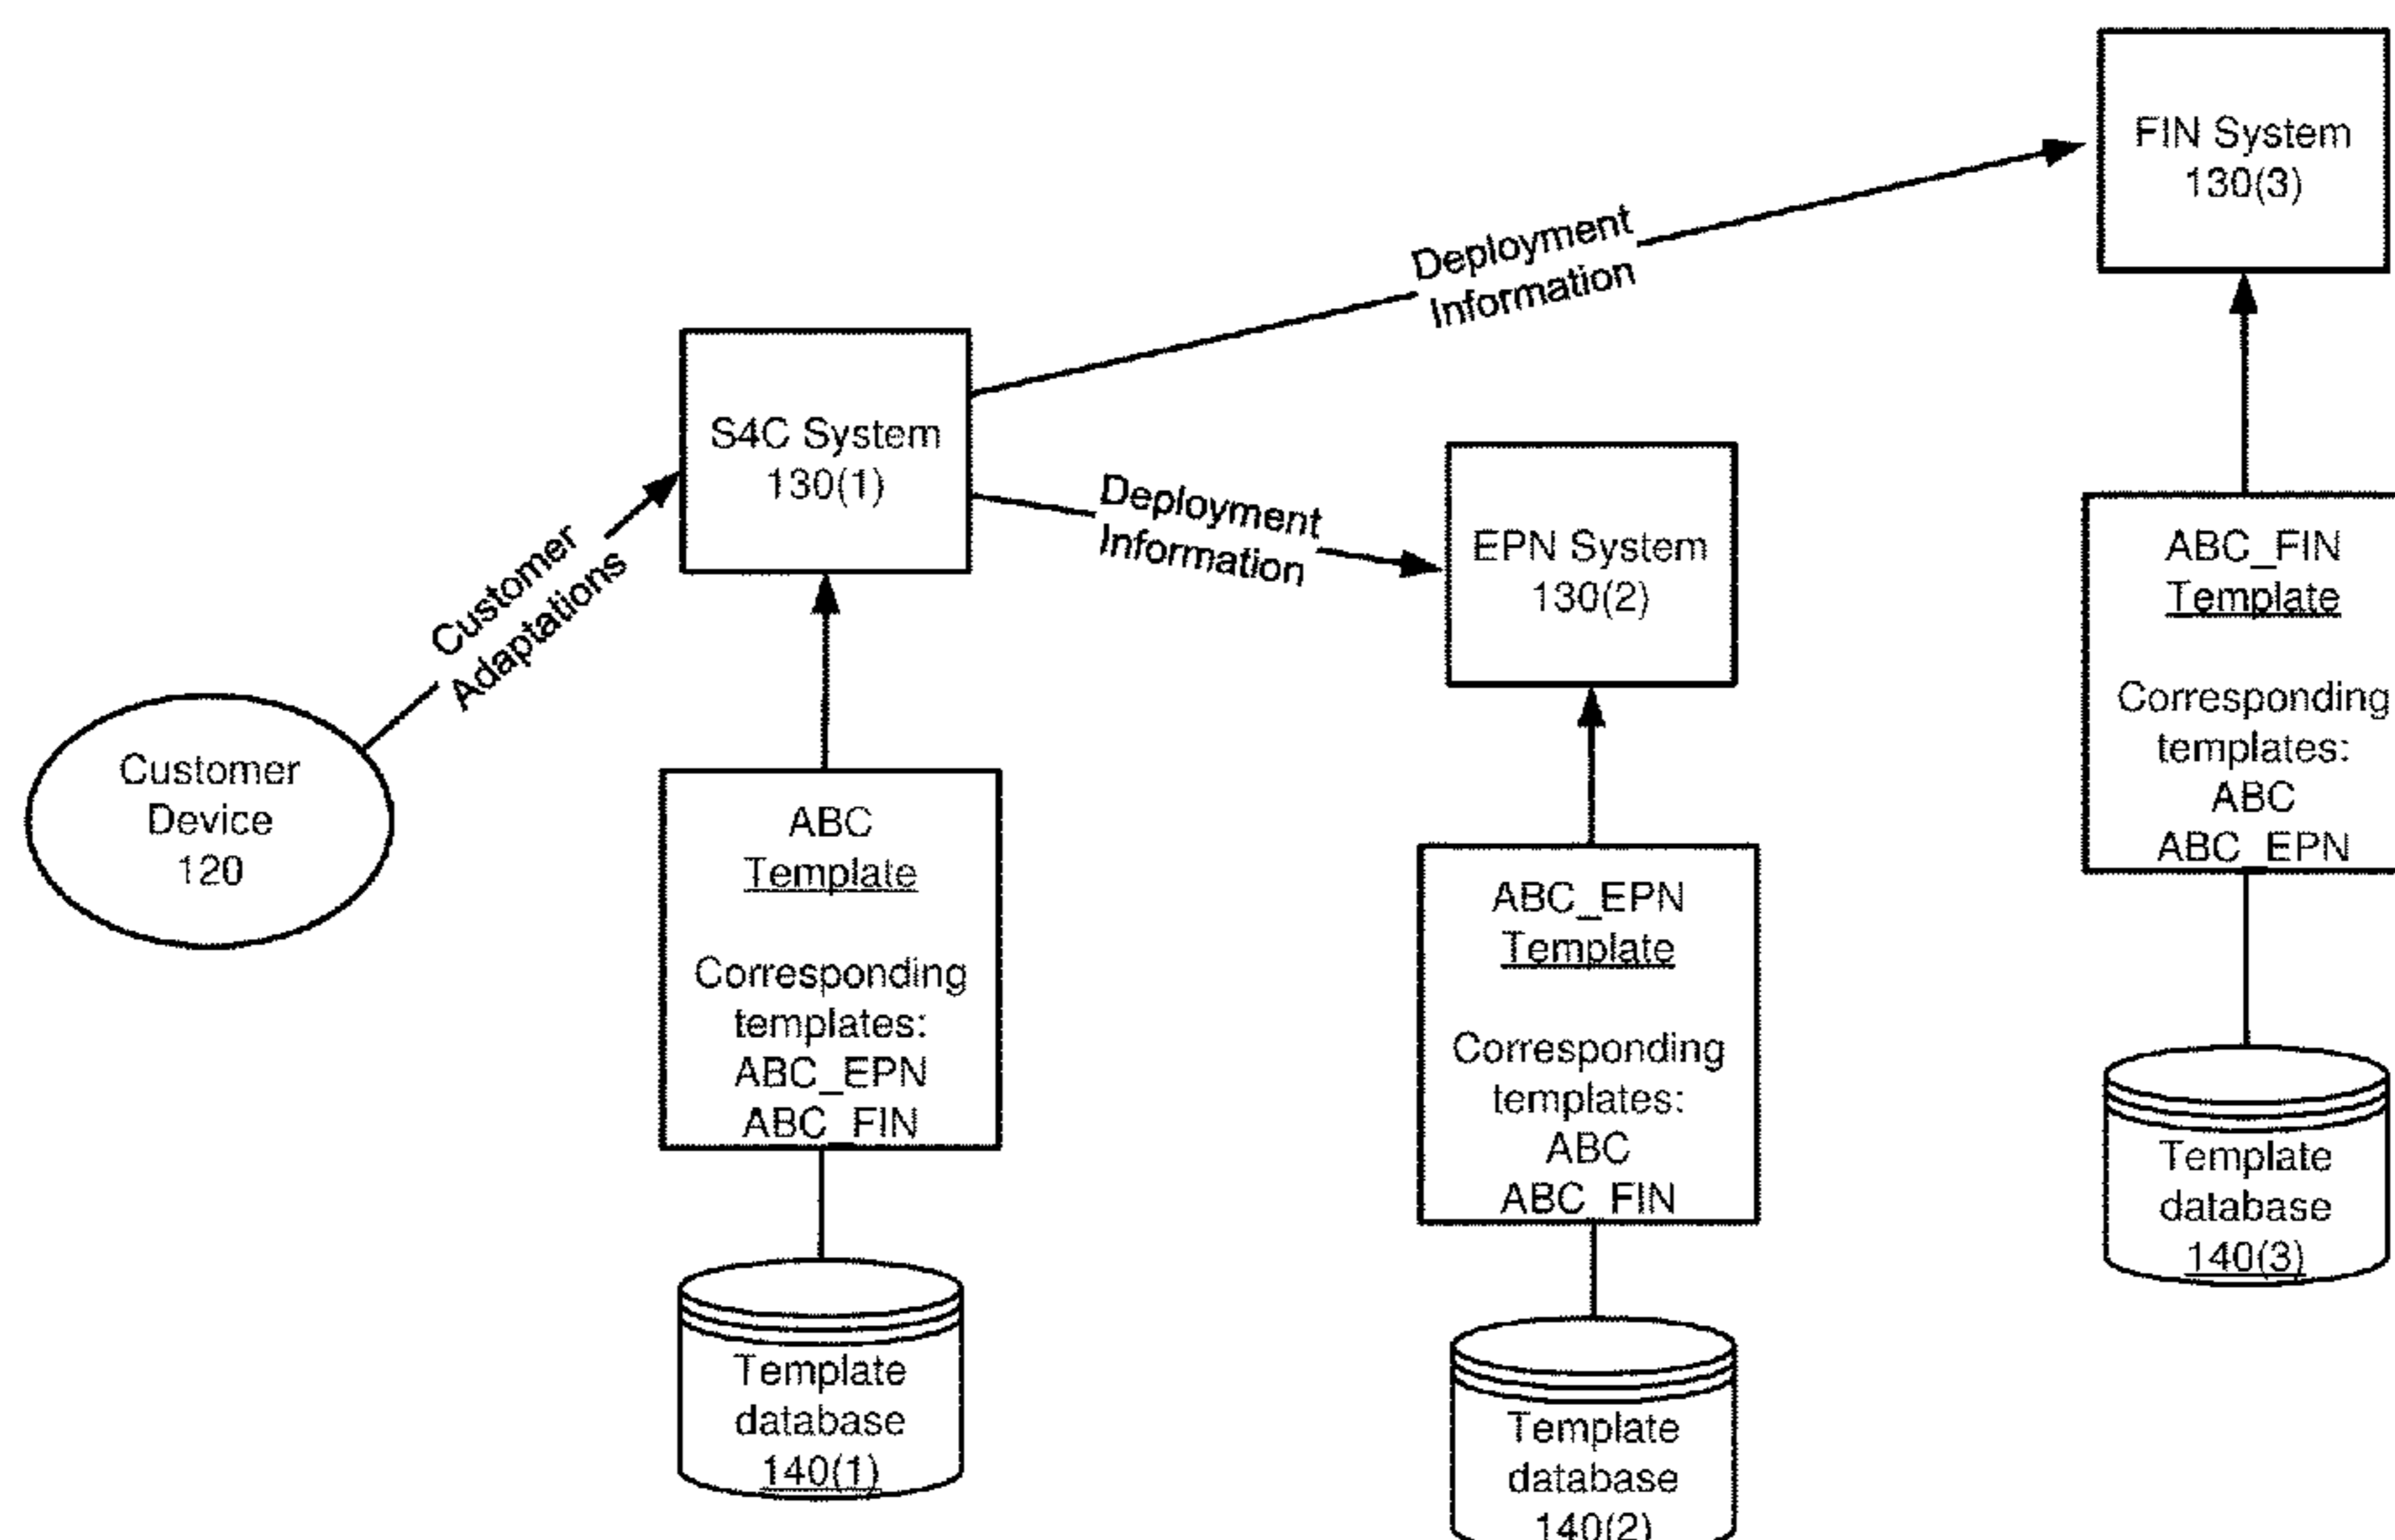 FIN System
130(3)
Deployment
Information
S4C System
130(1)
Deployment
Information
EPN System
130(2)
Customer
Adaptations
Customer
Device
120
ABC
Template
Corresponding
templates:
ABC_EPN
ABC_FIN
ABC_EPN
Template
Corresponding
templates:
ABC
ABC_FIN
ABC_FIN
Template
Corresponding
templates:
ABC
ABC_EPN
Template
database
140(1)
Template
database
140(2)
Template
database
140(3)